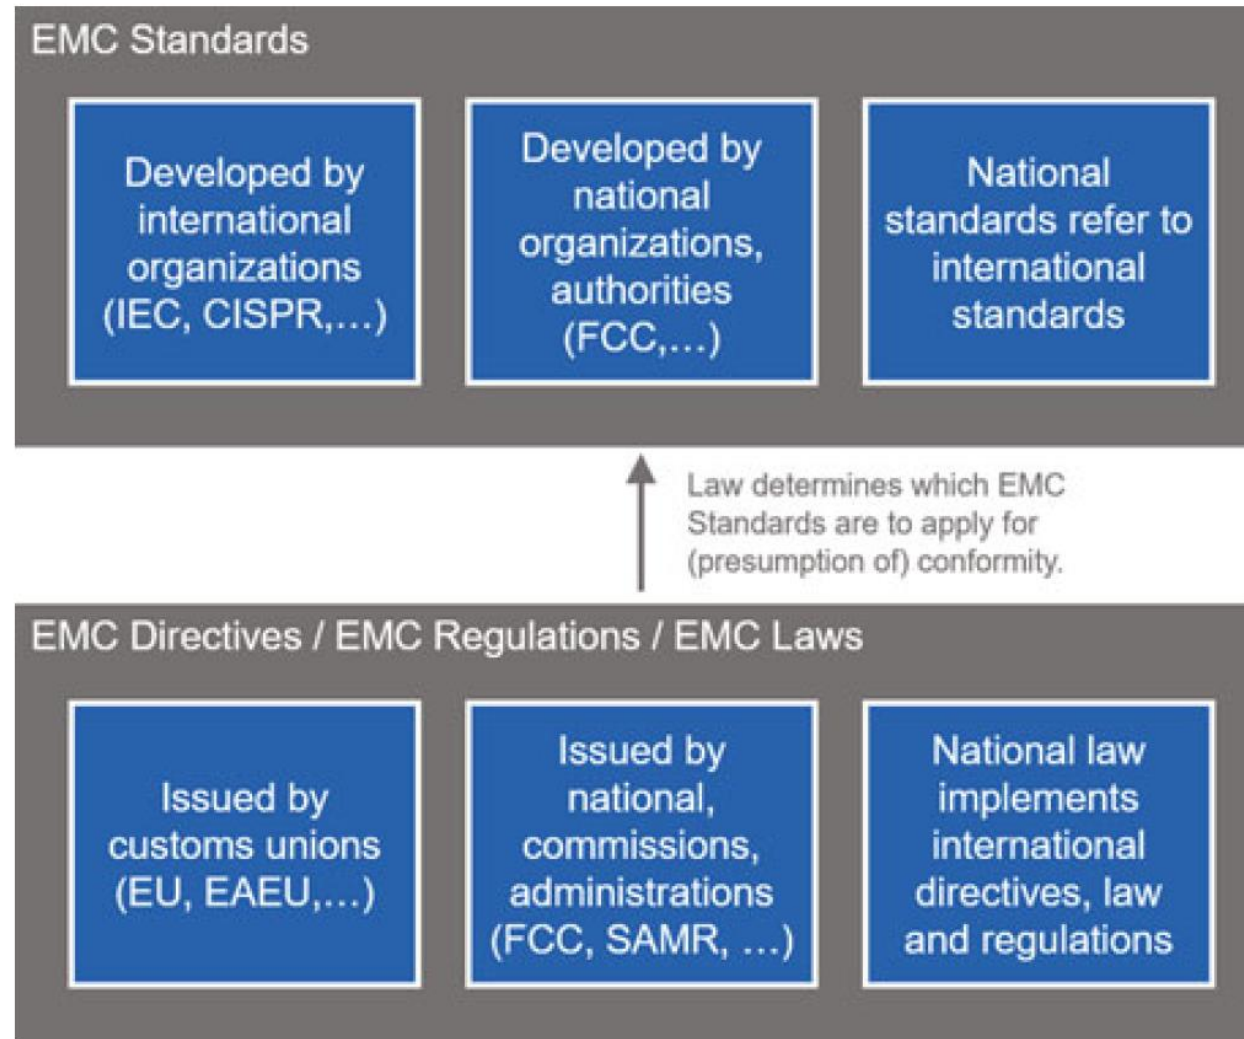 EMC Standards
Developed by
international
organizations
(IEC, CISPR,...)
Developed by
national
organizations,
authorities
(FCC,...)
National
standards refer to
international
standards
Law determines which EMC
Standards are to apply for
(presumption of) conformity.
EMC Directives / EMC Regulations / EMC Laws
Issued by
customs unions
(EU, EAEU,...)
Issued by
national,
commissions,
administrations
(FCC, SAMR, ...)
National law
implements
international
directives, law
and regulations